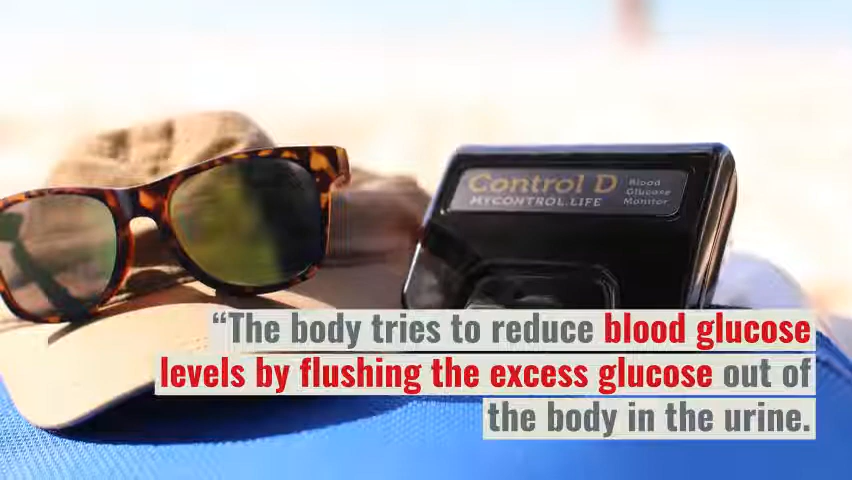 Control D
Blood
Glucose
Monitor
MYCONTROL.LIFE
“The body tries to reduce blood glucose
levels by flushing the excess glucose out of
the body in the urine.